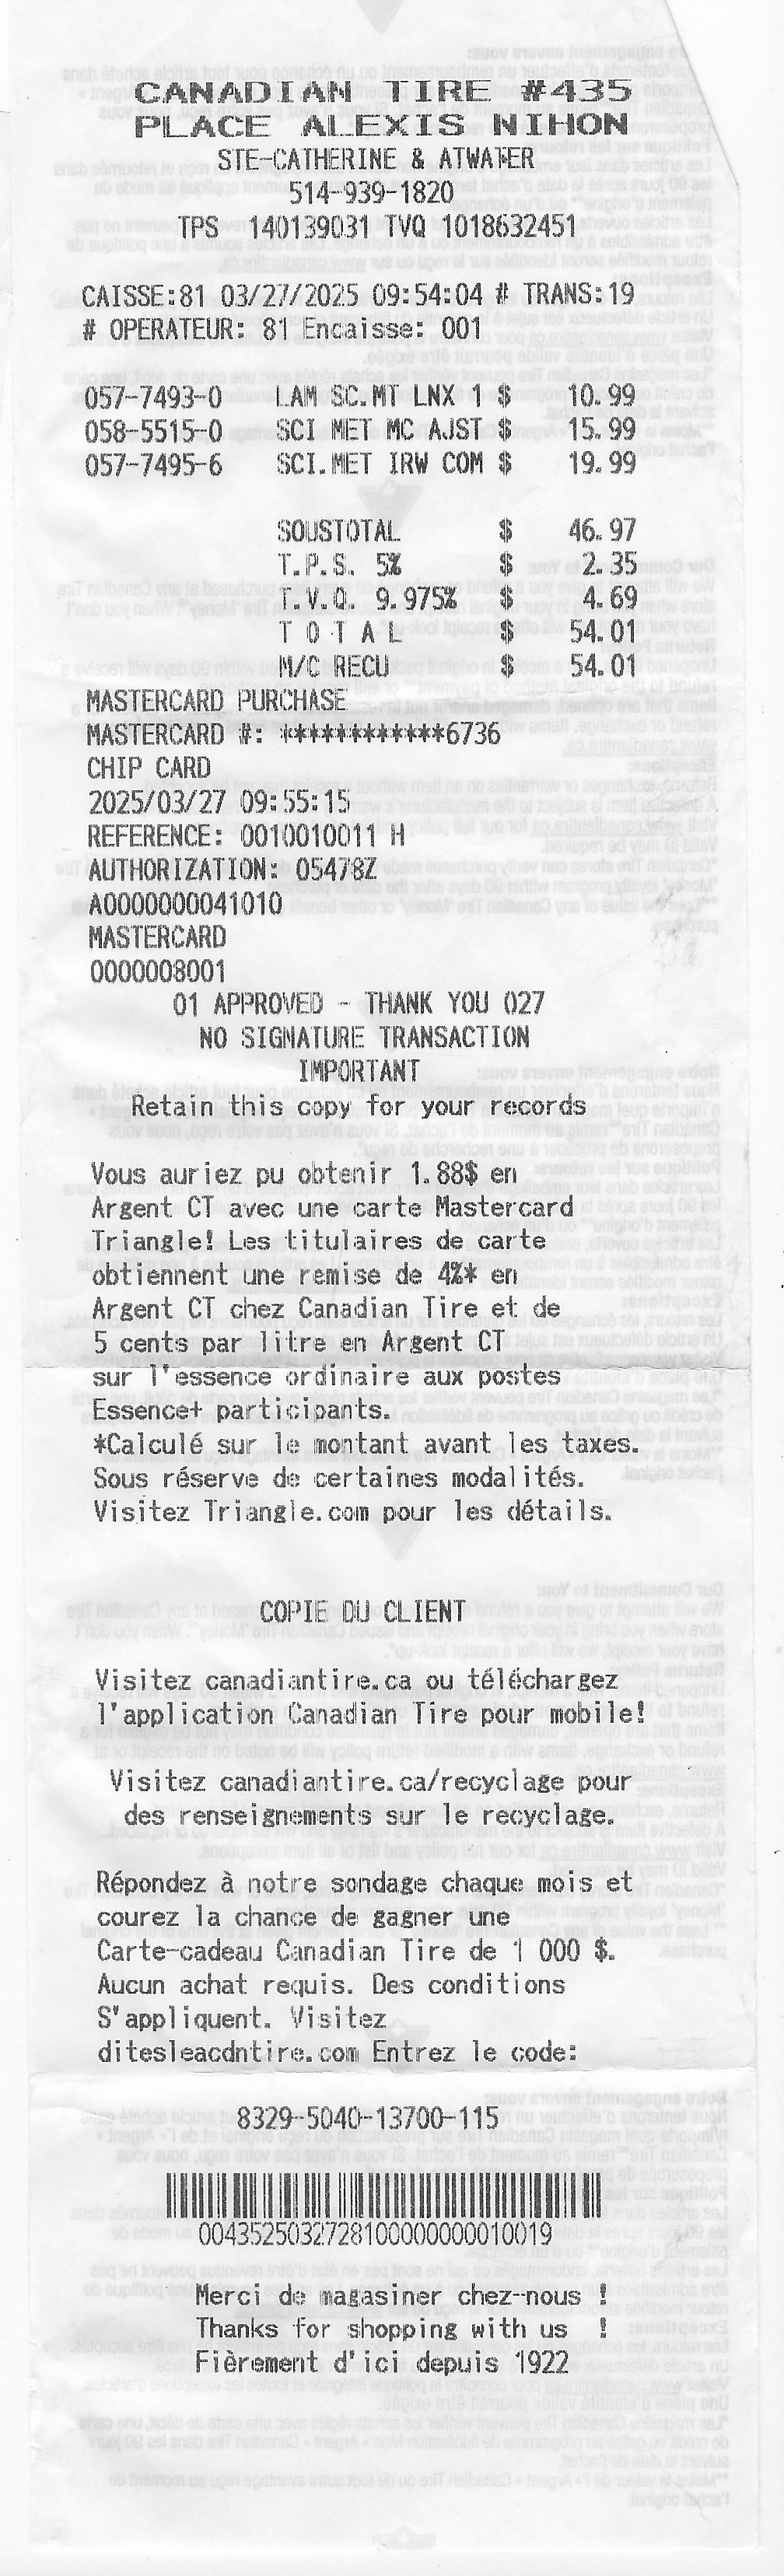 CANADIAN TIRE #435
PLACE ALEXIS NIHON
STE-CATHERINE & ATWATER
514-939-1820
TPS 140139031 TVQ 1018632451
CAISSE:81 03/27/2025 09:54:04 # TRANS:19
# OPERATEUR: 81 Encaisse: 001
057-7493-0 LAM SC.MT LNX 1 $ 10.99
058-5515-0 SCI MET MC AJST $ 15.99
057-7495-6 SCI.MET IRW COM $ 19.99
SOUSTOTAL $ 46.97
T.P.S. 5% $ 2.35
T.V.Q. 9.975% $ 4.69
T O T A L $ 54.01
M/C RECU $ 54.01
MASTERCARD PURCHASE
MASTERCARD #: ************6736
CHIP CARD
2025/03/27 09:55:15
REFERENCE: 0010010011 H
AUTHORIZATION: 05478Z
A0000000041010
MASTERCARD
0000008001
01 APPROVED - THANK YOU 027
NO SIGNATURE TRANSACTION
IMPORTANT
Retain this copy for your records
Vous auriez pu obtenir 1.88$ en
Argent CT avec une carte Mastercard
Triangle! Les titulaires de carte
obtiennent une remise de 4%* en
Argent CT chez Canadian Tire et de
5 cents par litre en Argent CT
sur l'essence ordinaire aux postes
Essence+ participants.
*Calculé sur le montant avant les taxes.
Sous réserve de certaines modalités.
Visitez Triangle.com pour les détails.
COPIE DU CLIENT
Visitez canadiantire.ca ou téléchargez
l'application Canadian Tire pour mobile!
Visitez canadiantire.ca/recyclage pour
des renseignements sur le recyclage.
Répondez à notre sondage chaque mois et
courez la chance de gagner une
Carte-cadeau Canadian Tire de 1 000 $.
Aucun achat requis. Des conditions
S'appliquent. Visitez
ditesleacdntire.com Entrez le code:
8329-5040-13700-115
0043525032728100000000010019
Merci de magasiner chez-nous !
Thanks for shopping with us !
Fièrement d'ici depuis 1922